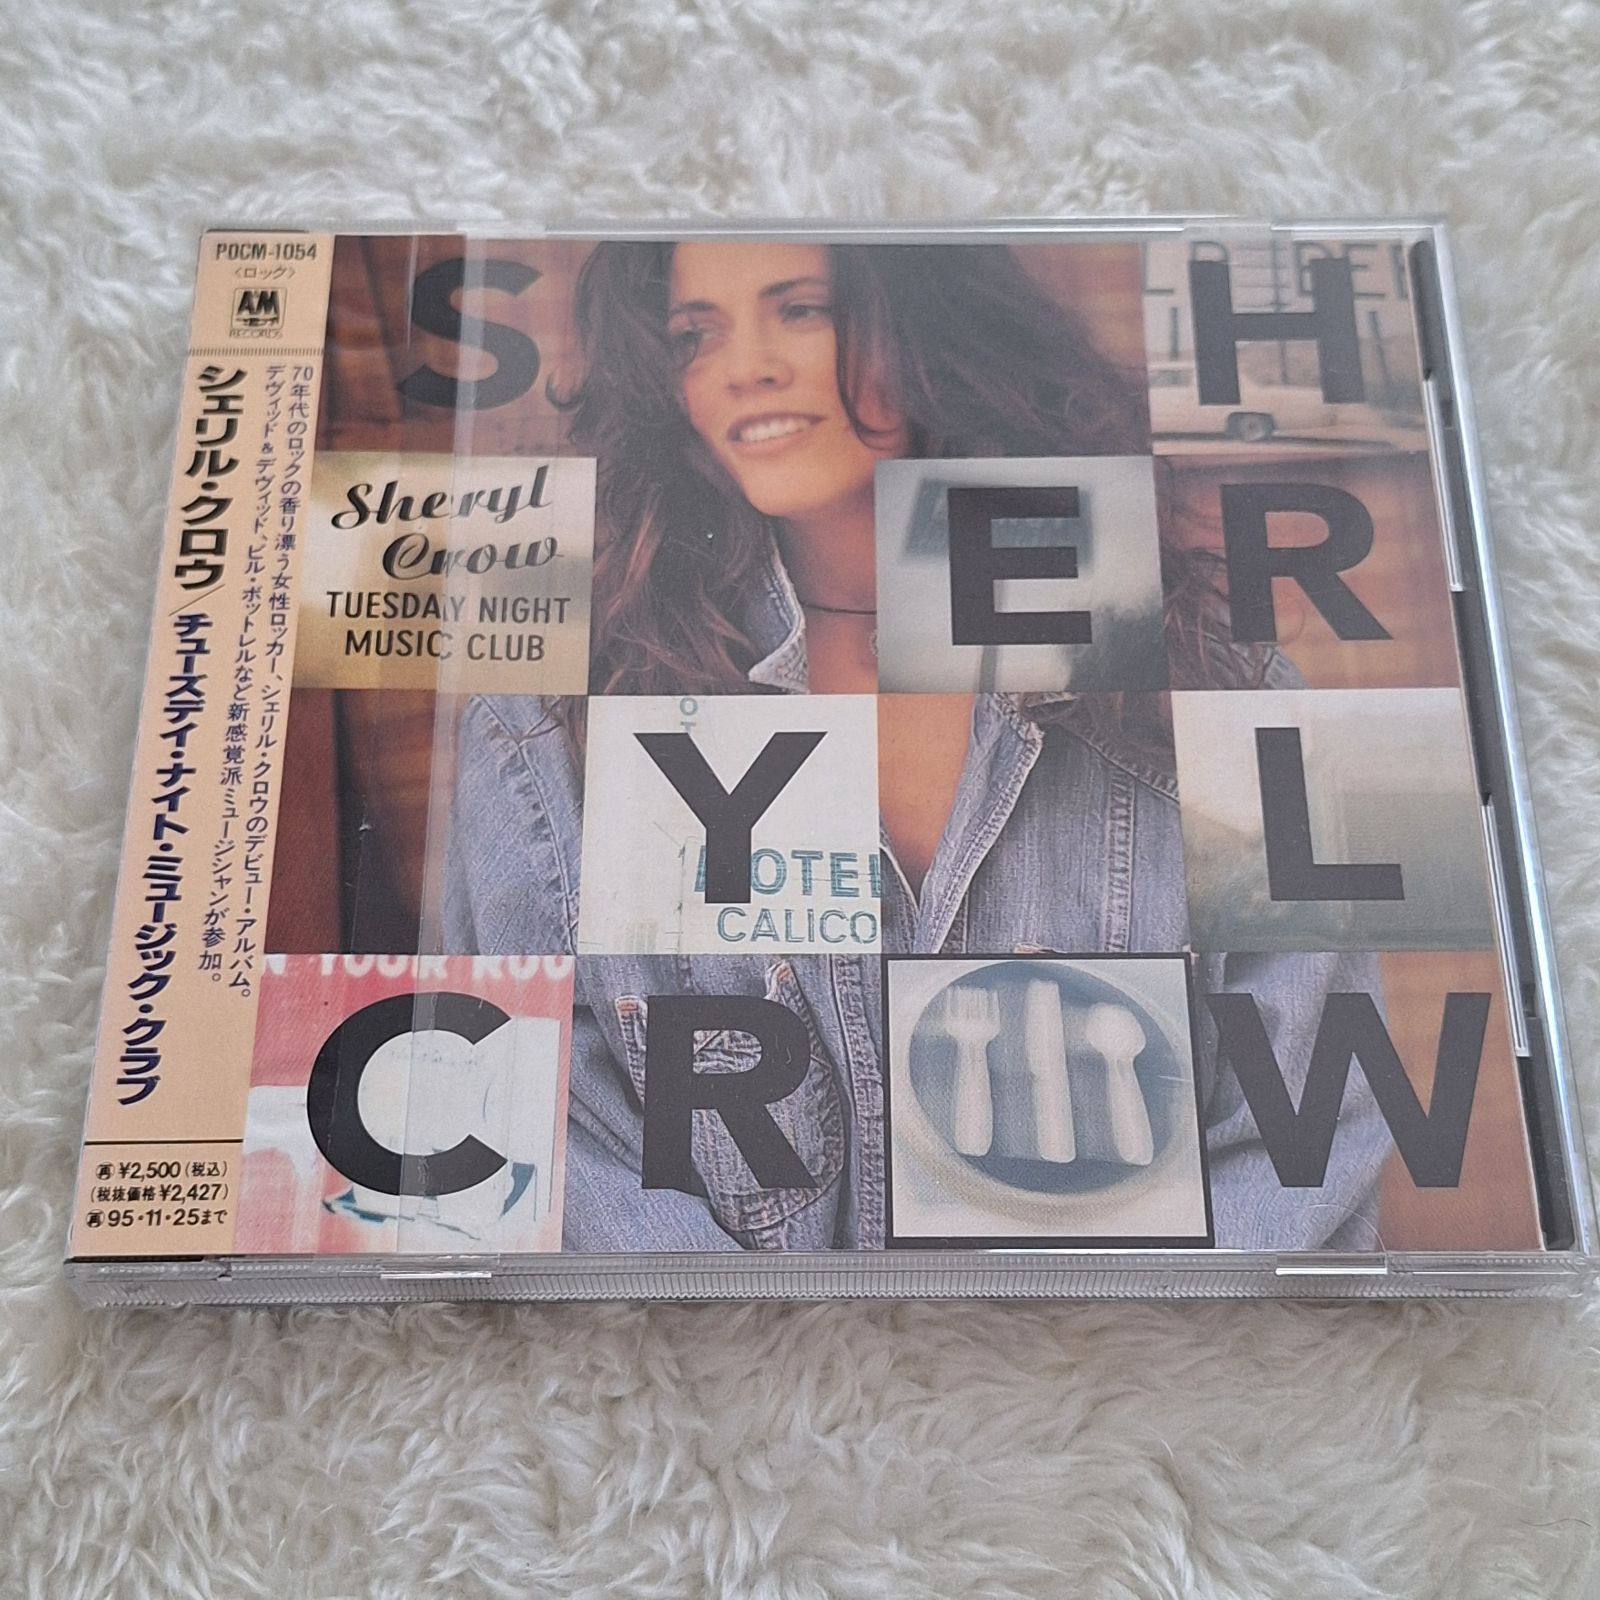 POCM-1054
〈ロック〉
A&M
RECORDS
シェリル・クロウ/チューズデイ・ナイト・ミュージック・クラブ
70年代のロックの香り漂う女性ロッカー、シェリル・クロウのデビュー・アルバム。
デヴィッド&デヴィッド、ビル・ボットレルなど新感覚派ミュージシャンが参加。
再 ¥2,500(税込)
(税抜価格¥2,427)
再 95・11・25まで
S H
Sheryl
Crow
TUESDAY NIGHT
MUSIC CLUB
E R
Y L
MOTEL
CALICO
N YOUR ROO
C R W